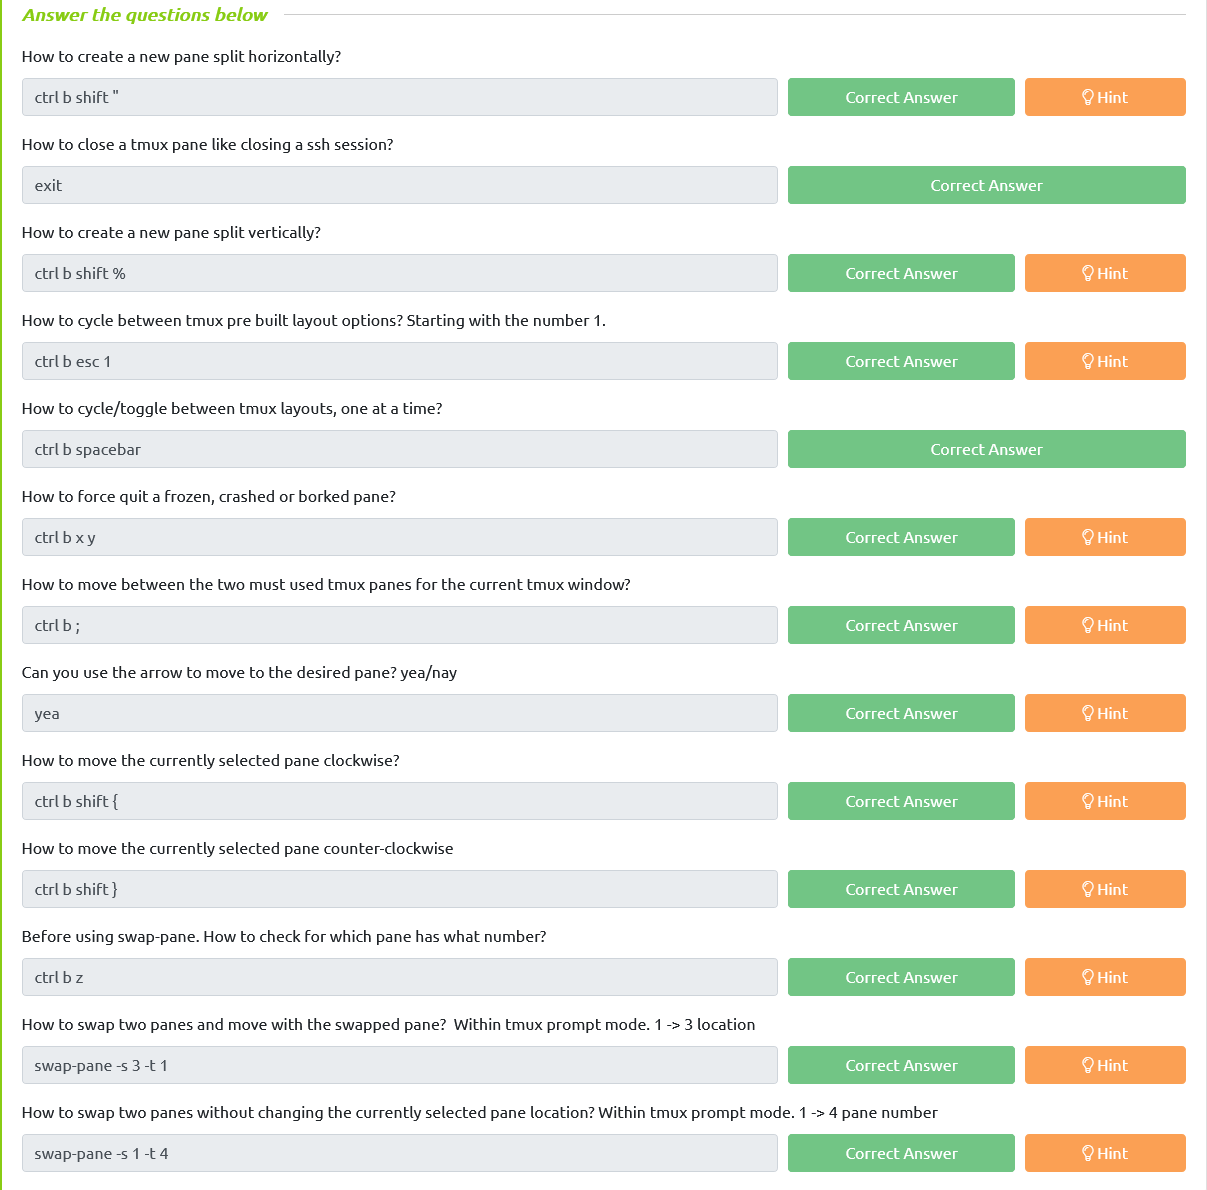 Answer the questions below
How to create a new pane split horizontally?
ctrl b shift " Correct Answer Hint
How to close a tmux pane like closing a ssh session?
exit Correct Answer
How to create a new pane split vertically?
ctrl b shift % Correct Answer Hint
How to cycle between tmux pre built layout options? Starting with the number 1.
ctrl b esc 1 Correct Answer Hint
How to cycle/toggle between tmux layouts, one at a time?
ctrl b spacebar Correct Answer
How to force quit a frozen, crashed or borked pane?
ctrl b x y Correct Answer Hint
How to move between the two must used tmux panes for the current tmux window?
ctrl b ; Correct Answer Hint
Can you use the arrow to move to the desired pane? yea/nay
yea Correct Answer Hint
How to move the currently selected pane clockwise?
ctrl b shift { Correct Answer Hint
How to move the currently selected pane counter-clockwise
ctrl b shift } Correct Answer Hint
Before using swap-pane. How to check for which pane has what number?
ctrl b z Correct Answer Hint
How to swap two panes and move with the swapped pane?  Within tmux prompt mode. 1 -> 3 location
swap-pane -s 3 -t 1 Correct Answer Hint
How to swap two panes without changing the currently selected pane location? Within tmux prompt mode. 1 -> 4 pane number
swap-pane -s 1 -t 4 Correct Answer Hint